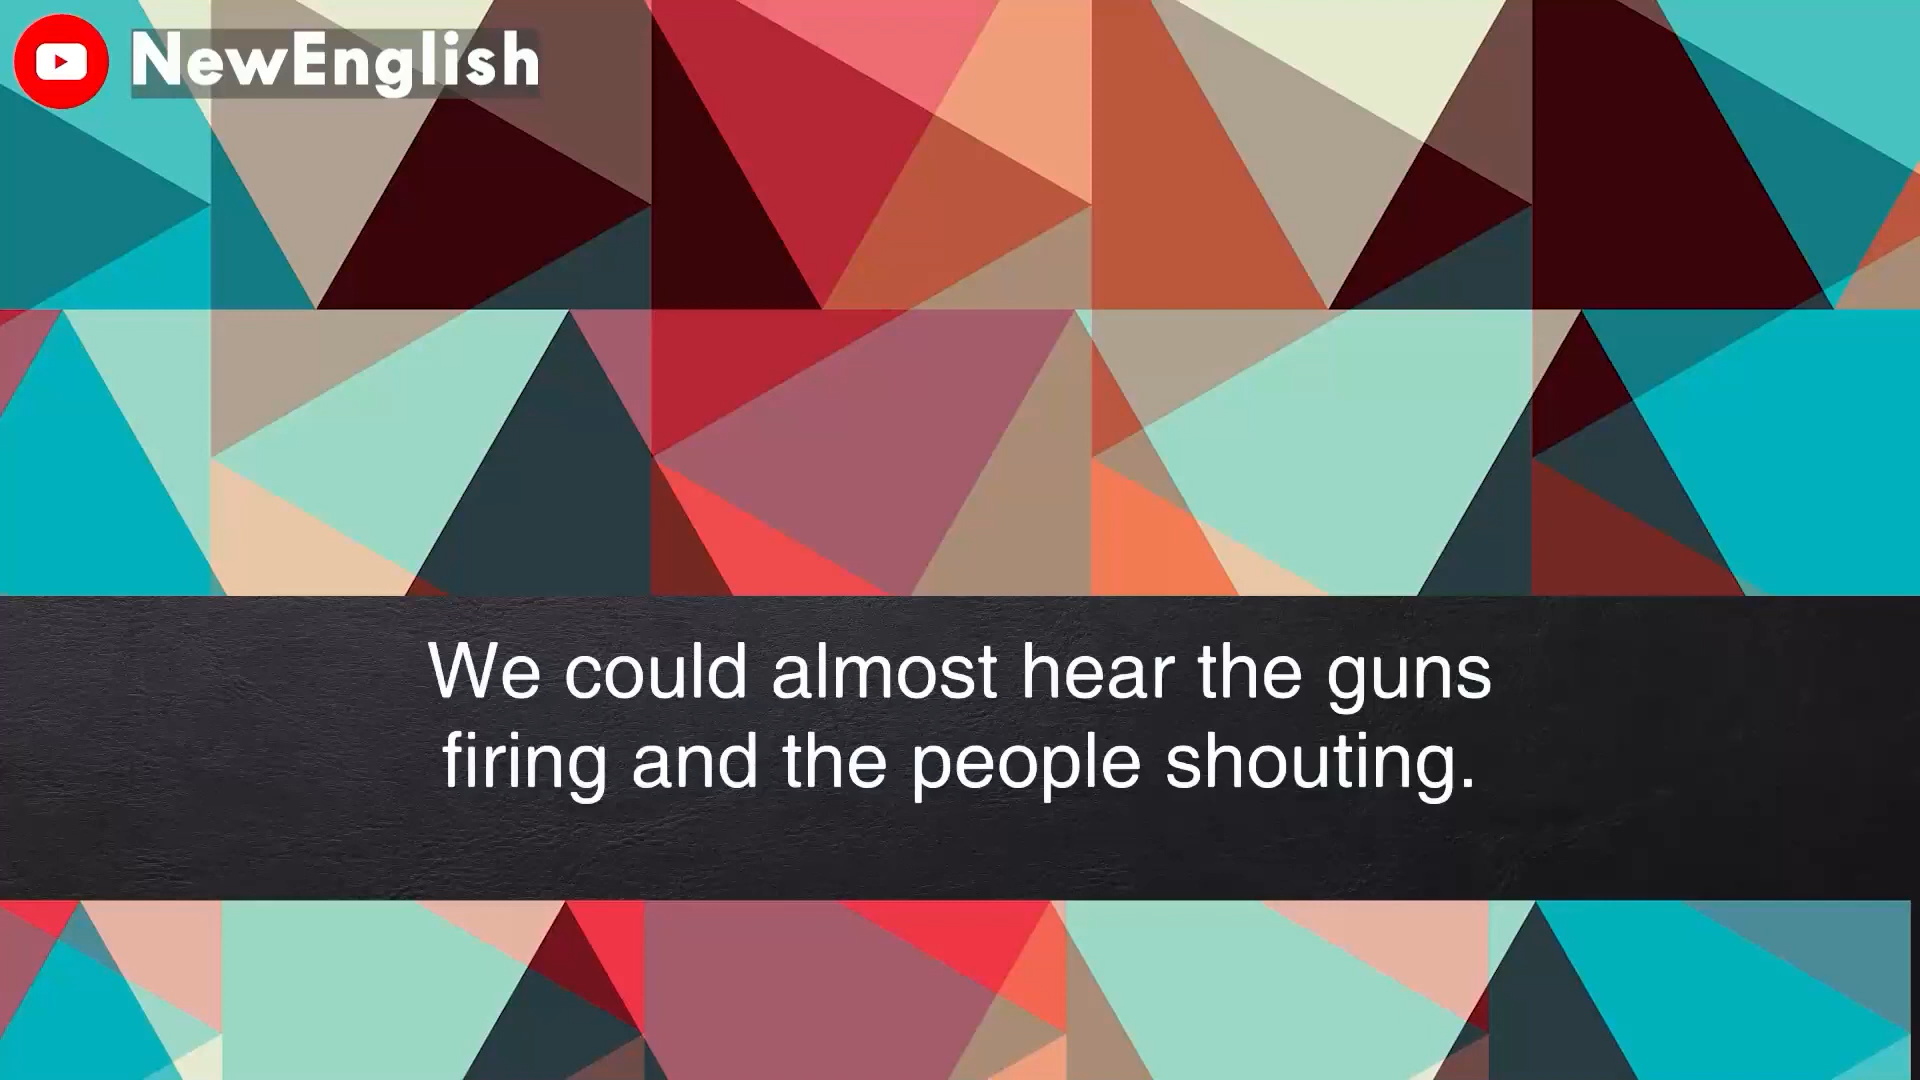 NewEnglish
We could almost hear the guns
firing and the people shouting.